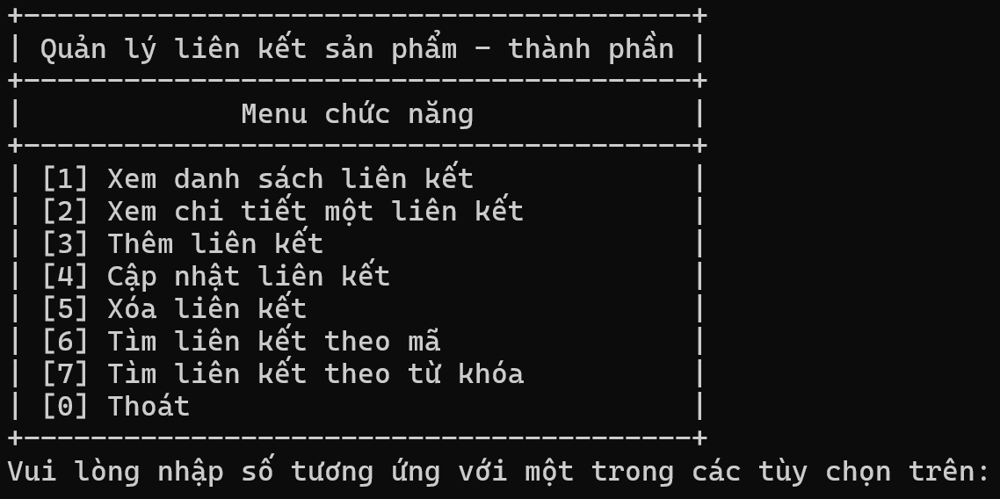 +----------------------------------------+
| Quản lý liên kết sản phẩm - thành phần |
+----------------------------------------+
|             Menu chức năng             |
+----------------------------------------+
| [1] Xem danh sách liên kết             |
| [2] Xem chi tiết một liên kết          |
| [3] Thêm liên kết                      |
| [4] Cập nhật liên kết                  |
| [5] Xóa liên kết                       |
| [6] Tìm liên kết theo mã               |
| [7] Tìm liên kết theo từ khóa          |
| [0] Thoát                              |
+----------------------------------------+
Vui lòng nhập số tương ứng với một trong các tùy chọn trên: